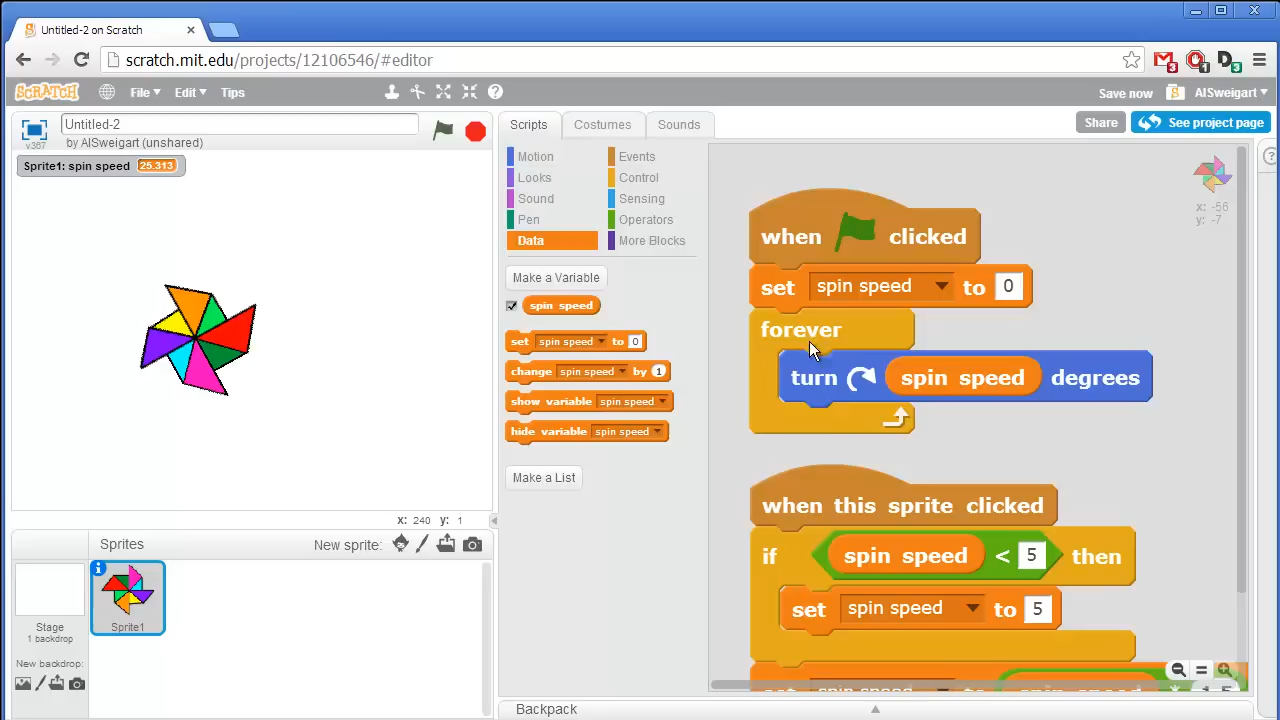 Untitled-2 on Scratch
scratch.mit.edu/projects/12106546/#editor
3 1 3
SCRATCH File Edit Tips Save now AlSweigart
Untitled-2
v387 by AlSweigart (unshared)
Scripts Costumes Sounds
Share See project page
Sprite1: spin speed 25.313
Motion Events
Looks Control
Sound Sensing
Pen Operators
Data More Blocks
Make a Variable
spin speed
set spin speed to 0
change spin speed by 1
show variable spin speed
hide variable spin speed
Make a List
x: -56
y: -7
when clicked
set spin speed to 0
forever
turn spin speed degrees
when this sprite clicked
if spin speed < 5 then
set spin speed to 5
x: 240 y: 1
Sprites New sprite:
Stage
1 backdrop
New backdrop:
Sprite1
Backpack